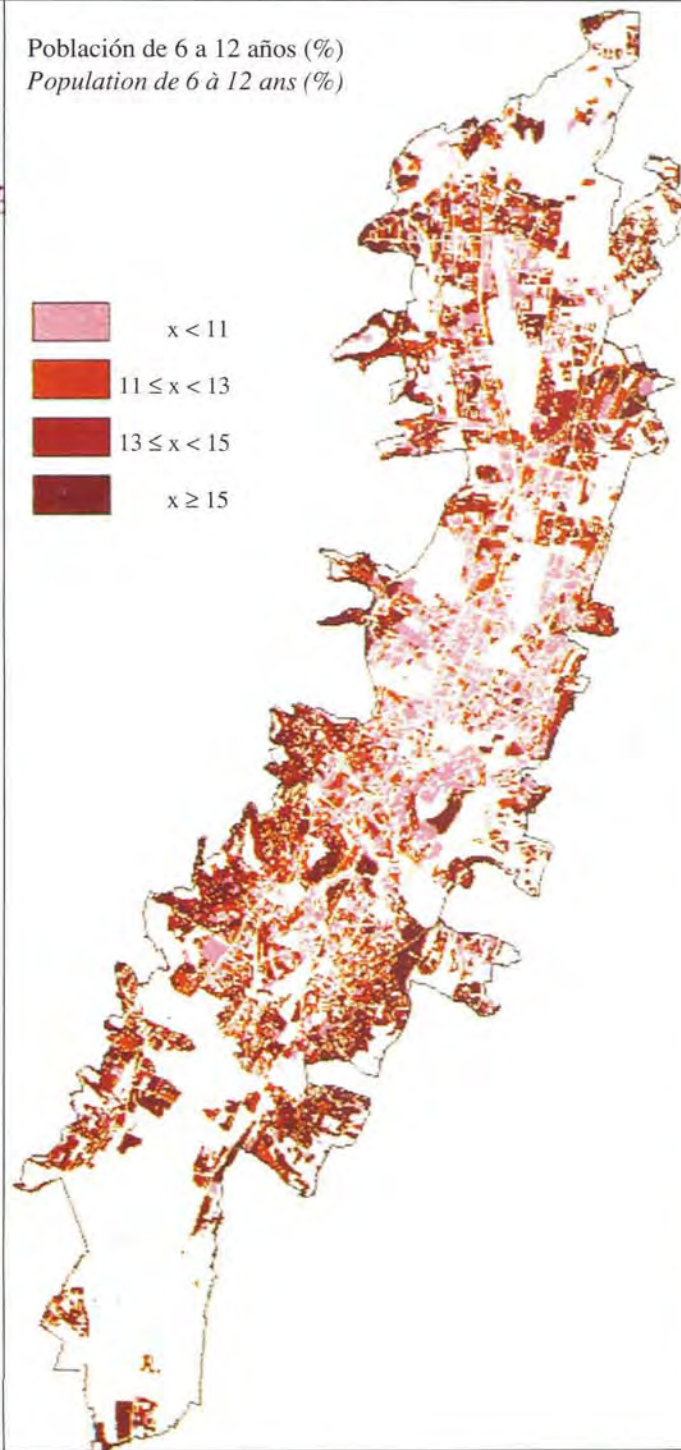 Población de 6 a 12 años (%)
Population de 6 à 12 ans (%)
x < 11
11 ≤ x < 13
13 ≤ x < 15
x ≥ 15